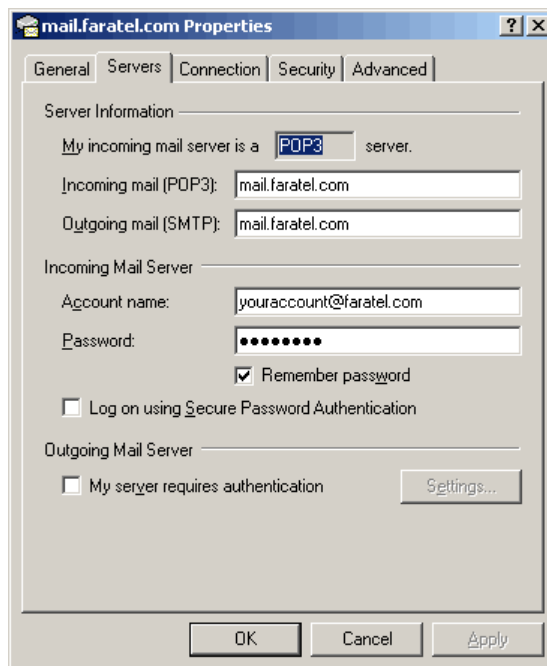 mail.faratel.com Properties
General Servers Connection Security Advanced
Server Information
My incoming mail server is a POP3 server.
Incoming mail (POP3): mail.faratel.com
Outgoing mail (SMTP): mail.faratel.com
Incoming Mail Server
Account name: youraccount@faratel.com
Password: ●●●●●●●●
Remember password
Log on using Secure Password Authentication
Outgoing Mail Server
My server requires authentication Settings...
OK Cancel Apply